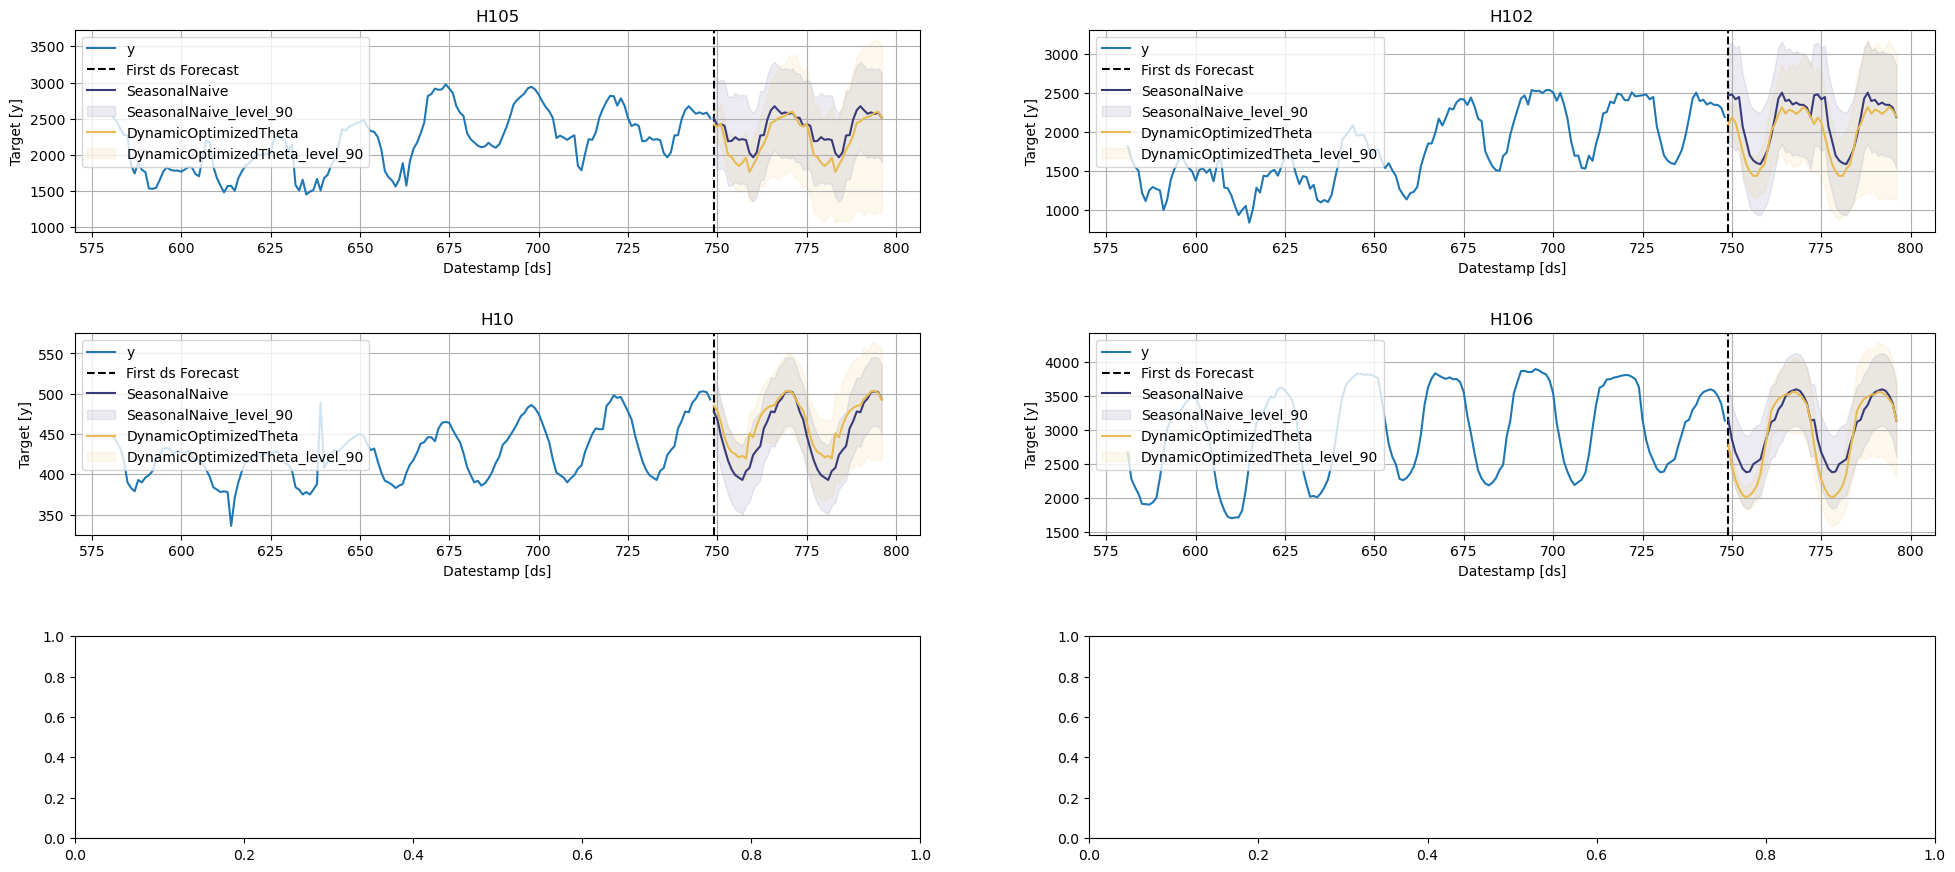 H105
3500
3000
2500
2000
1500
1000
Target [y]
y
First ds Forecast
SeasonalNaive
SeasonalNaive_level_90
DynamicOptimizedTheta
DynamicOptimizedTheta_level_90
575 600 625 650 675 700 725 750 775 800
Datestamp [ds]
H102
3000
2500
2000
1500
1000
Target [y]
y
First ds Forecast
SeasonalNaive
SeasonalNaive_level_90
DynamicOptimizedTheta
DynamicOptimizedTheta_level_90
575 600 625 650 675 700 725 750 775 800
Datestamp [ds]
H10
550
500
450
400
350
Target [y]
y
First ds Forecast
SeasonalNaive
SeasonalNaive_level_90
DynamicOptimizedTheta
DynamicOptimizedTheta_level_90
575 600 625 650 675 700 725 750 775 800
Datestamp [ds]
H106
4000
3500
3000
2500
2000
1500
Target [y]
y
First ds Forecast
SeasonalNaive
SeasonalNaive_level_90
DynamicOptimizedTheta
DynamicOptimizedTheta_level_90
575 600 625 650 675 700 725 750 775 800
Datestamp [ds]
1.0
0.8
0.6
0.4
0.2
0.0
0.0 0.2 0.4 0.6 0.8 1.0
1.0
0.8
0.6
0.4
0.2
0.0
0.0 0.2 0.4 0.6 0.8 1.0